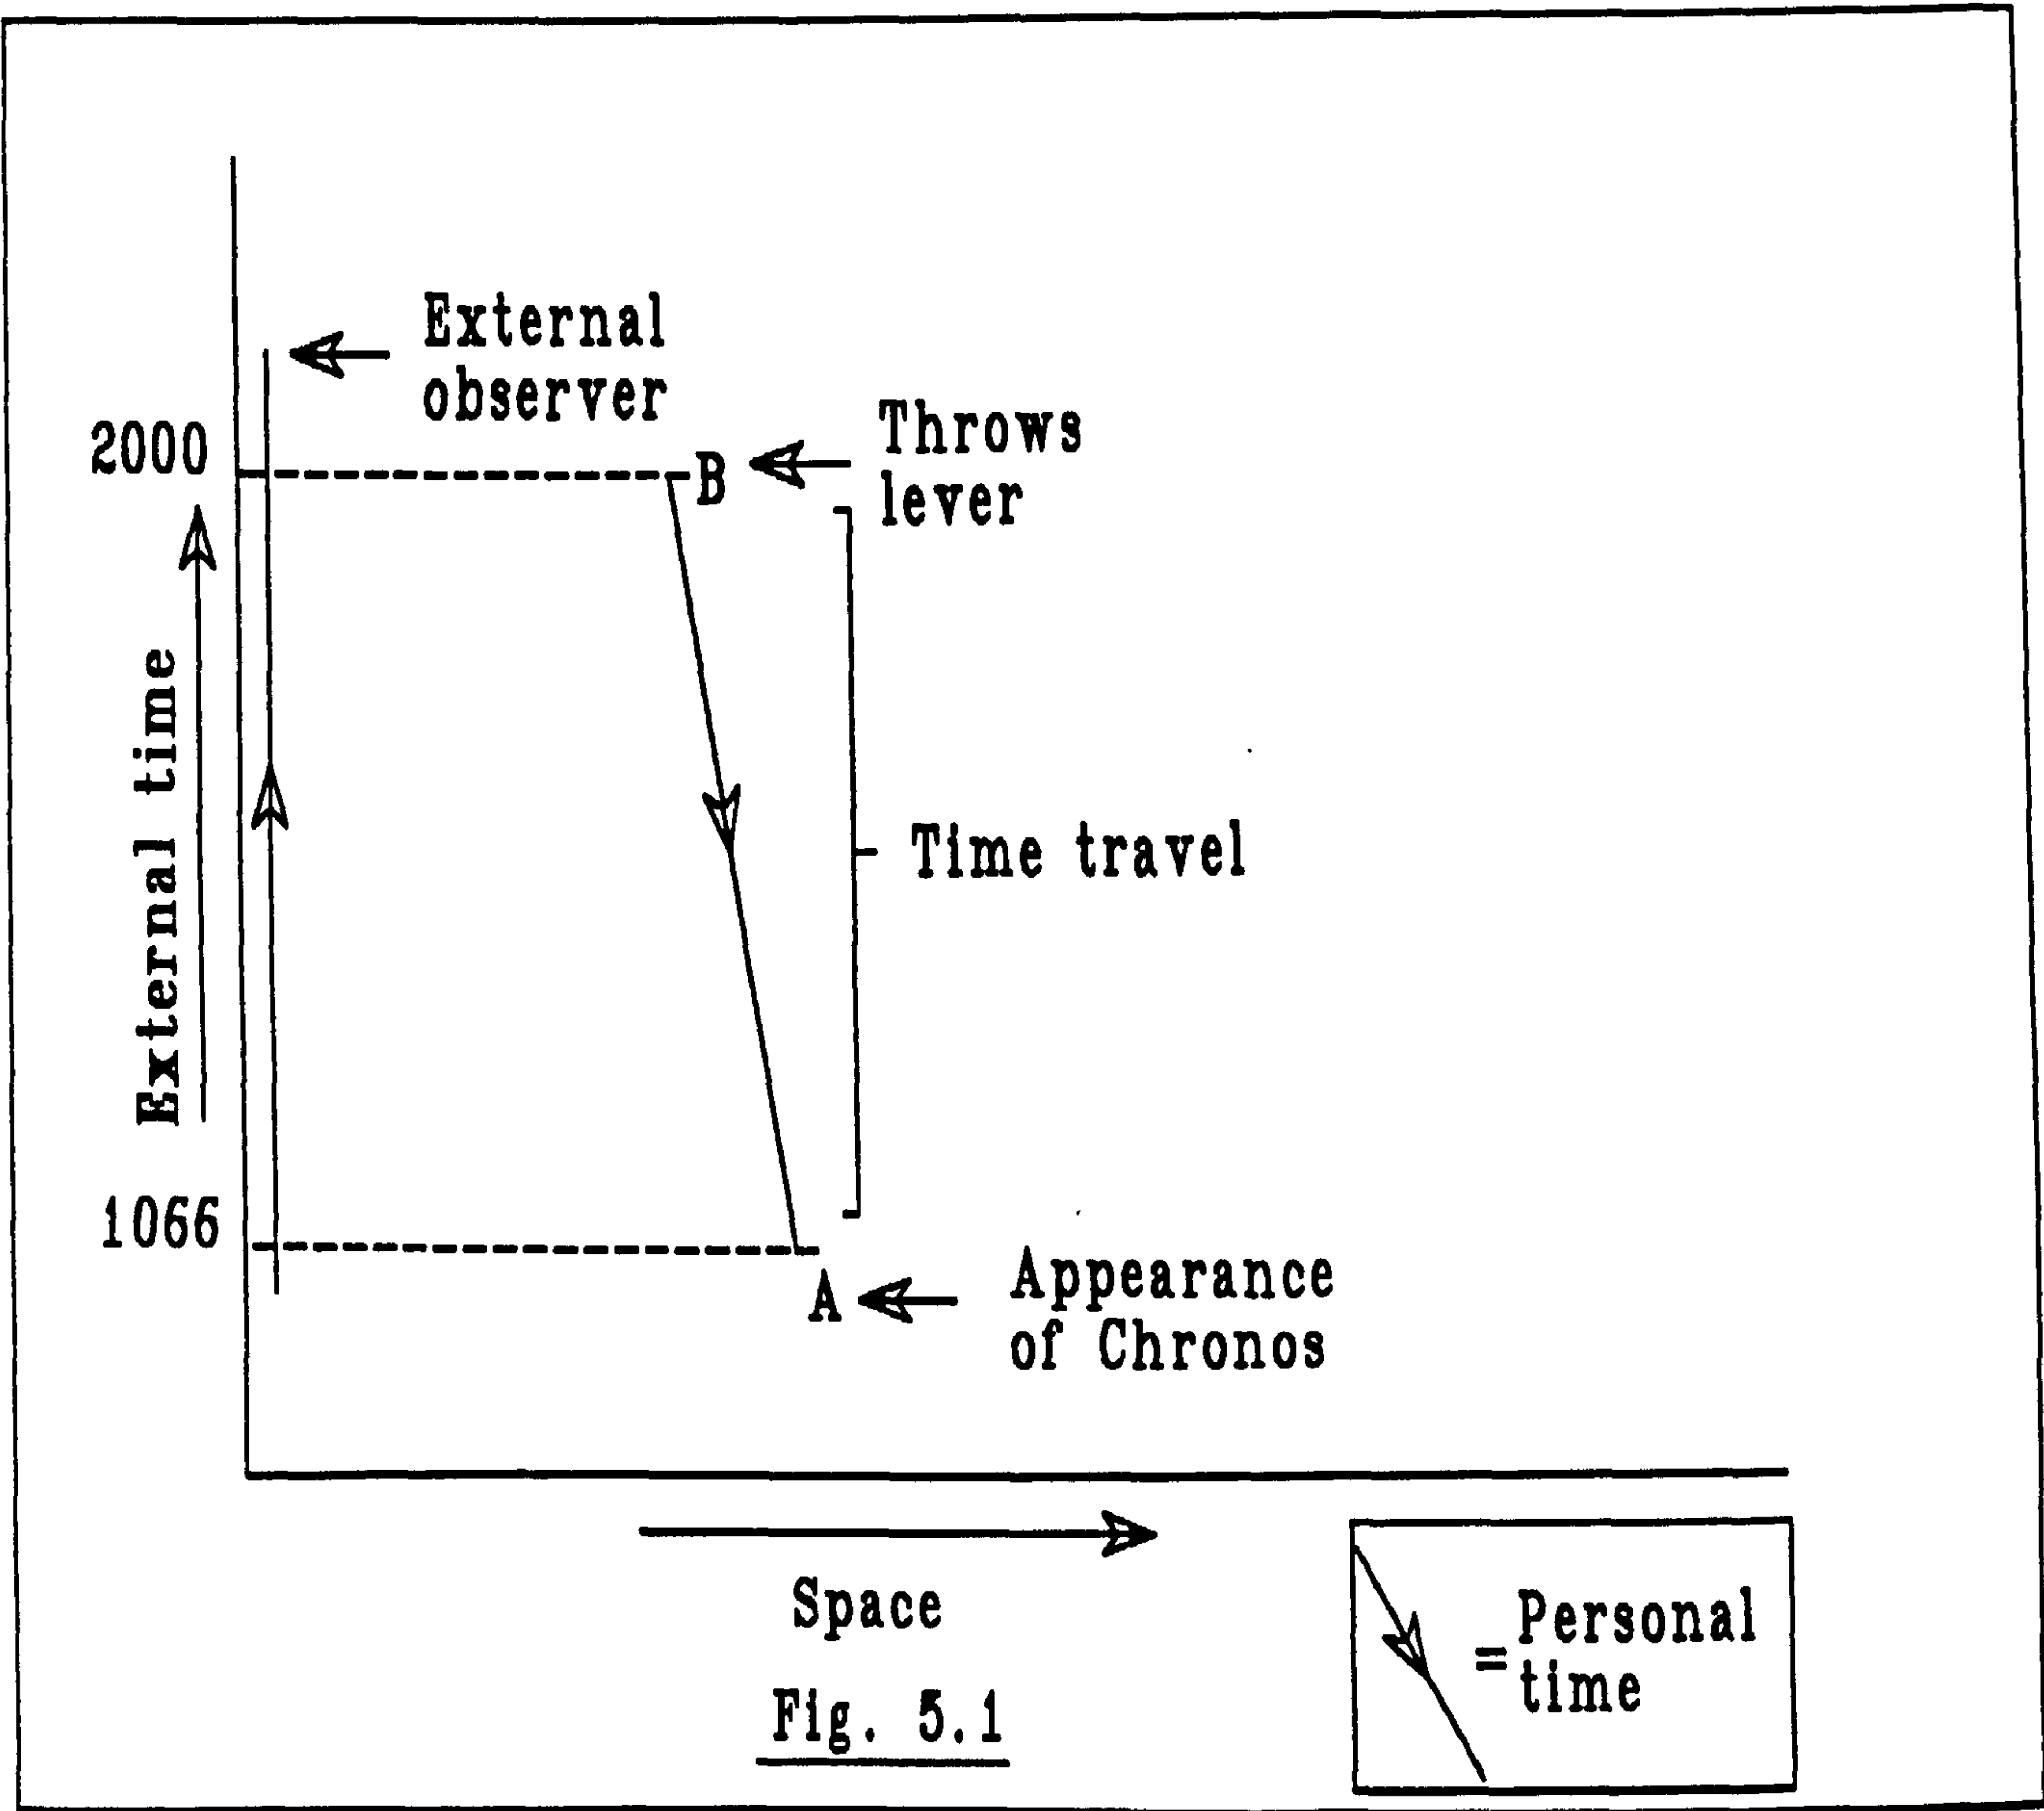 External
observer
2000
B
Throws
lever
External time
Time travel
1066
A
Appearance
of Chronos
Space
=
Personal
time
Fig. 5.1